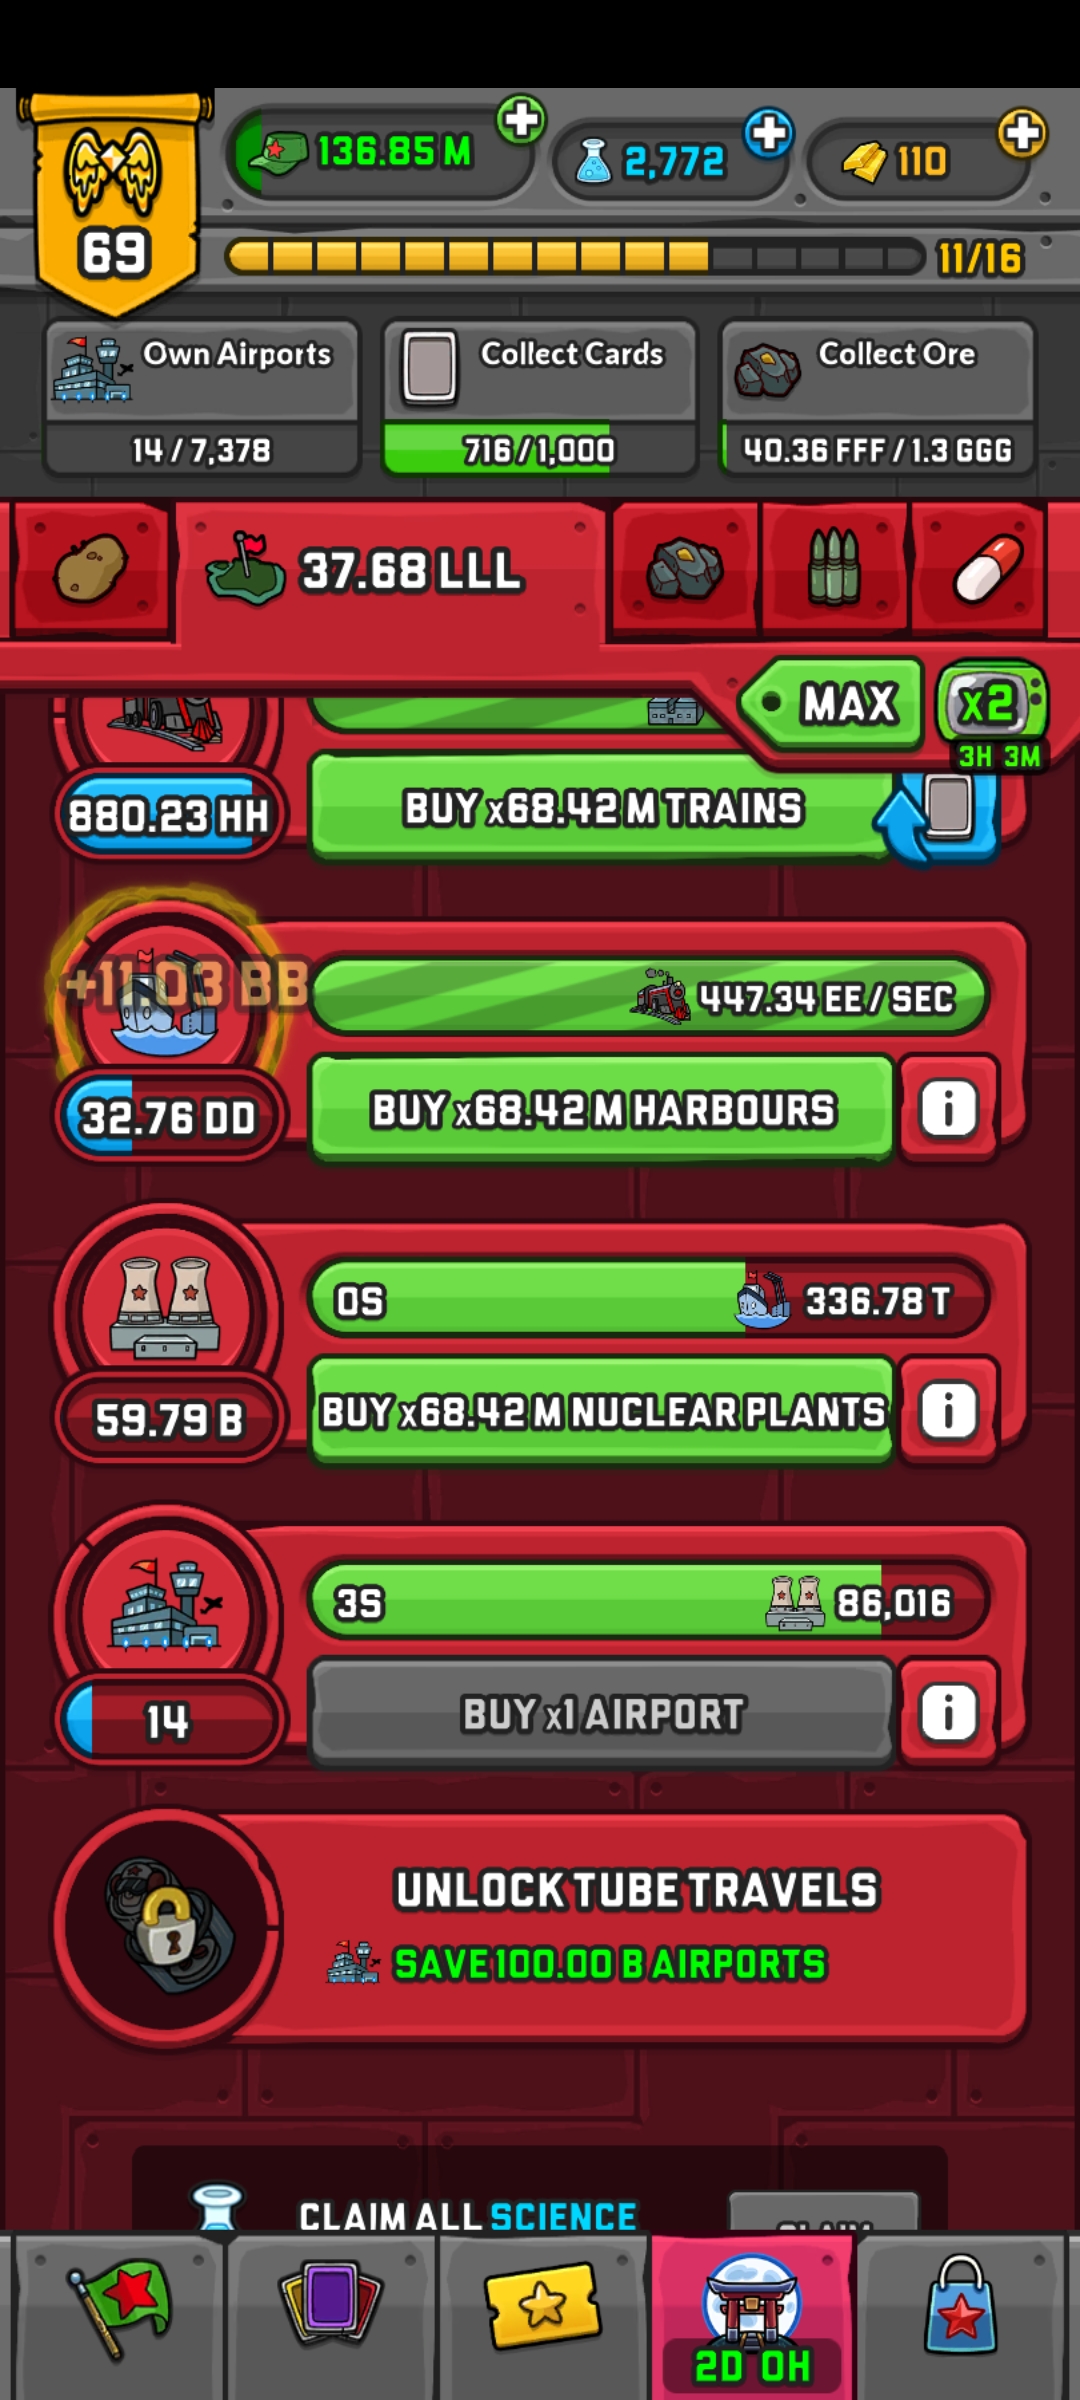 69
136.85 M
2,772
110
11/16
Own Airports
14 / 7,378
Collect Cards
716 / 1,000
Collect Ore
40.36 FFF / 1.3 GGG
37.68 LLL
MAX
x2
3H 3M
880.23 HH
BUY x68.42 M TRAINS
+11.03 BB
447.34 EE / SEC
32.76 DD
BUY x68.42 M HARBOURS
i
0S
336.78 T
59.79 B
BUY x68.42 M NUCLEAR PLANTS
i
3S
86,016
14
BUY x1 AIRPORT
i
UNLOCK TUBE TRAVELS
SAVE 100.00 B AIRPORTS
CLAIM ALL SCIENCE
CLAIM
2D 0H